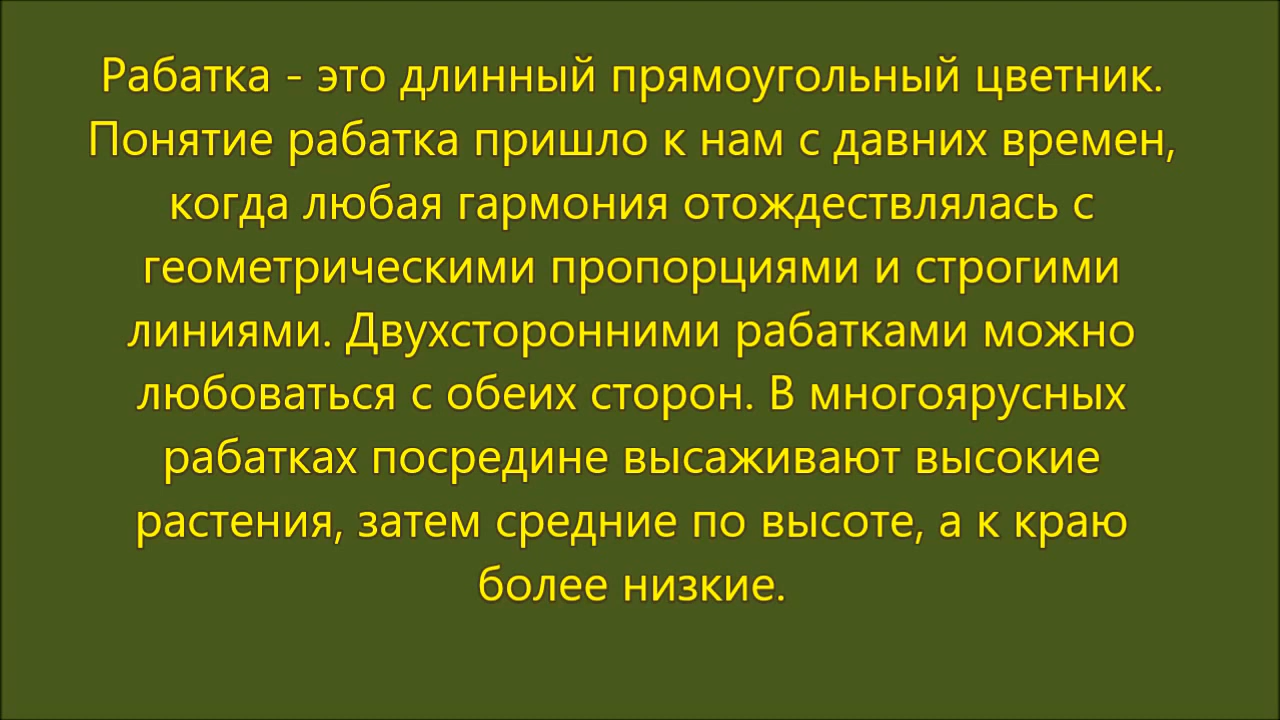 Рабатка - это длинный прямоугольный цветник.
Понятие рабатка пришло к нам с давних времен,
когда любая гармония отождествлялась с
геометрическими пропорциями и строгими
линиями. Двухсторонними рабатками можно
любоваться с обеих сторон. В многоярусных
рабатках посредине высаживают высокие
растения, затем средние по высоте, а к краю
более низкие.